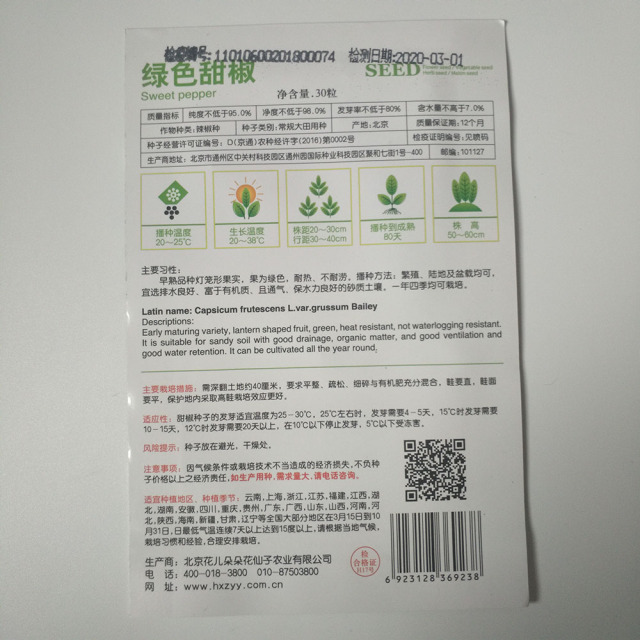 检疫编号:11010600201800074 检测日期:2020-03-01
绿色甜椒
Sweet pepper
净含量.30粒
SEED
Flower seed / Vegetable seed
Herb seed / Macro seed
质量指标 纯度不低于95.0% 净度不低于98.0% 发芽率不低于80% 含水量不高于7.0%
作物种类:辣椒种 种子类别:常规大田用种 产地:北京 质量保证期:12个月
种子经营许可证编号:D(京通)农种经许字(2016)第0002号 检疫证明编号:见喷码
生产商地址:北京市通州区中关村科技园区通州园国际种业科技园区聚和七街1号-400 邮编:101127
播种温度 生长温度 株距20～30cm 播种到成熟 株 高
20～25℃ 20～38℃ 行距30～40cm 80天 50～60cm
主要习性:
早熟品种灯笼形果实，果为绿色，耐热、不耐涝，播种方法：繁殖、陆地及盆栽均可，
宜选排水良好、富于有机质、且通气、保水力良好的砂质土壤，一年四季均可栽培。
Latin name: Capsicum frutescens L.var.grussum Bailey
Descriptions:
Early maturing variety, lantern shaped fruit, green, heat resistant, not waterlogging resistant.
It is suitable for sandy soil with good drainage, organic matter, and good ventilation and
good water retention. It can be cultivated all the year round.
主要栽培措施：需深翻土地约40厘米，要求平整、疏松、细碎与有机肥充分混合，畦要直，畦面
要平，保护地内采取高畦栽培效应更好。
适应性：甜椒种子的发芽适宜温度为25－30℃，25℃左右时，发芽需要4－5天，15℃时发芽需要
10－15天，12℃时发芽需要20天以上，在10℃以下停止发芽，5℃以下受冻害。
风险提示：种子放在避光，干燥处。
注意事项：因气候条件或栽培技术不当造成的经济损失，不负种
子价格以上之经济责任，如生产用种，需求量大，请电话咨询。
适宜种植地区、种植季节：云南,上海,浙江,江苏,福建,江西,湖
北,湖南,安徽,四川,重庆,贵州,广东,广西,山东,山西,河南,河
北,陕西,海南,新疆,甘肃,辽宁等全国大部分地区在3月15日到10
月31日,日最低气温连续7天以上达到15度以上,请根据当地气候,
栽培习惯和经验,合理安排栽培。
生产商：北京花儿朵朵花仙子农业有限公司
电 话：400-018-3800 010-87503800
网 址：www.hxzyy.com.cn
检
合格证
H17号
6 923128 369238